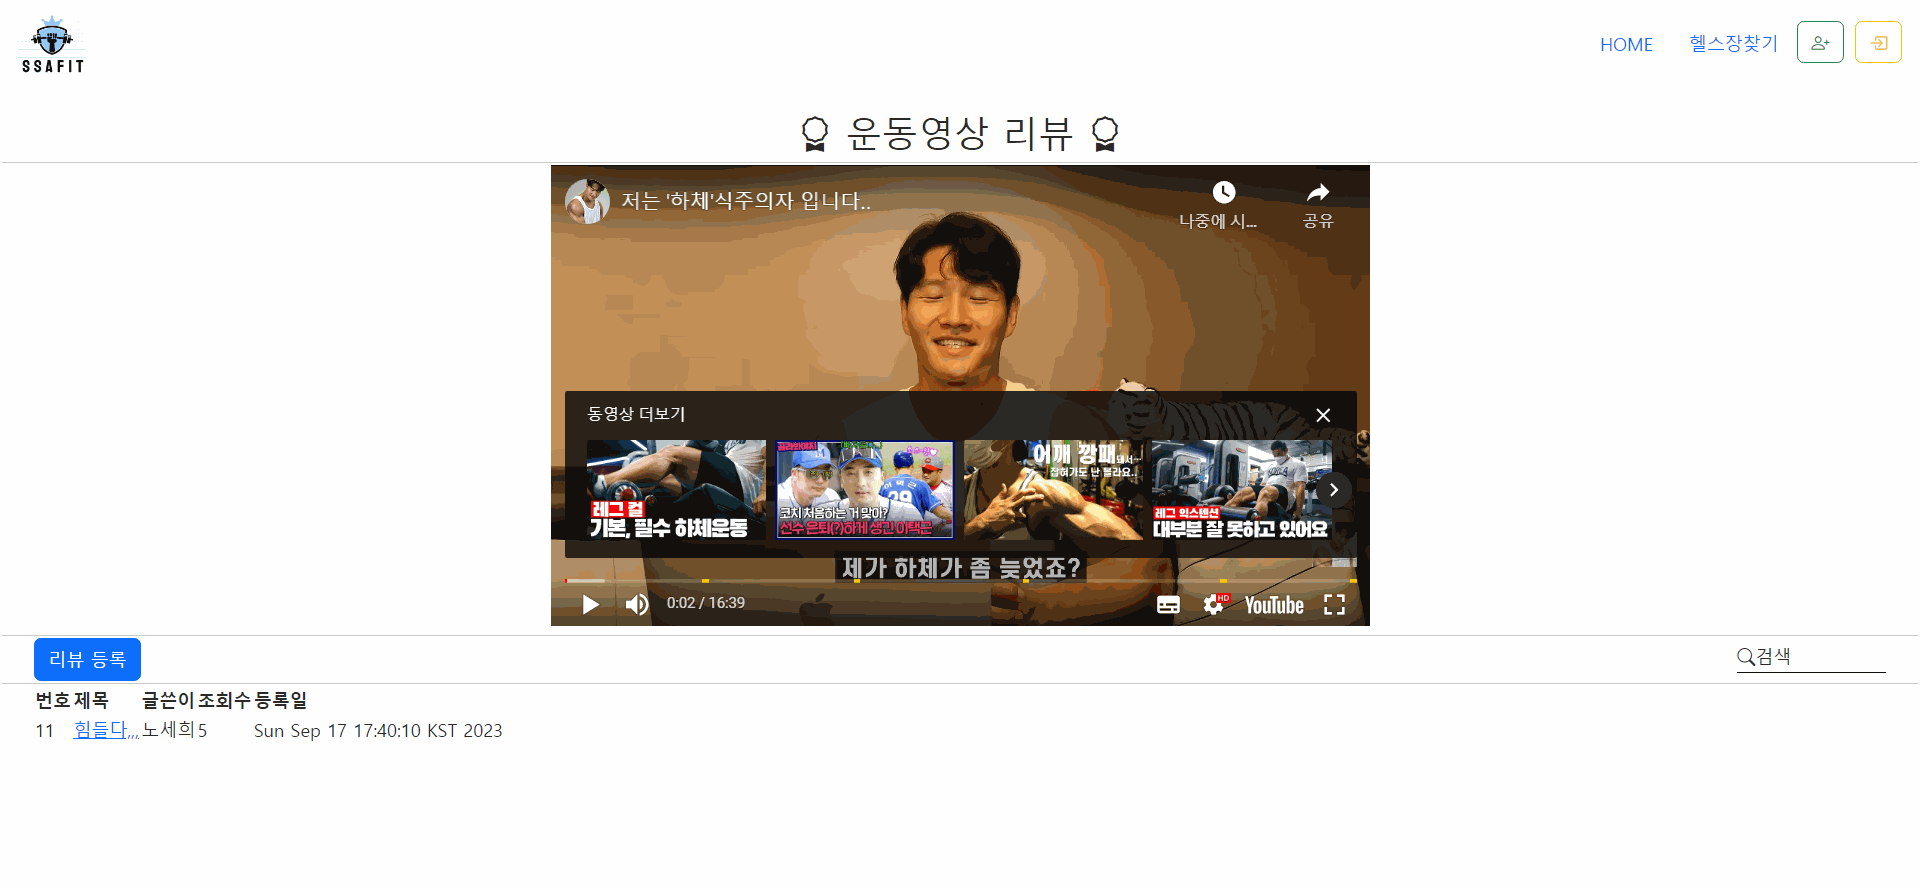 SSAFIT
HOME 헬스장찾기
운동영상 리뷰
저는 '하체'식주의자 입니다..
나중에 시... 공유
동영상 더보기
레그 컬
기본, 필수 하체운동
코치 처음하는 거 맞아?
선수 은퇴(?)하게 생긴 이택근
어깨 깡패돼서...
잡혀가도 난 몰라요..
레그 익스텐션
대부분 잘 못하고 있어요
제가 하체가 좀 늦었죠?
0:02 / 16:39 HD YouTube
리뷰 등록 검색
번호 제목 글쓴이 조회수 등록일
11 힘들다,,, 노세희 5 Sun Sep 17 17:40:10 KST 2023